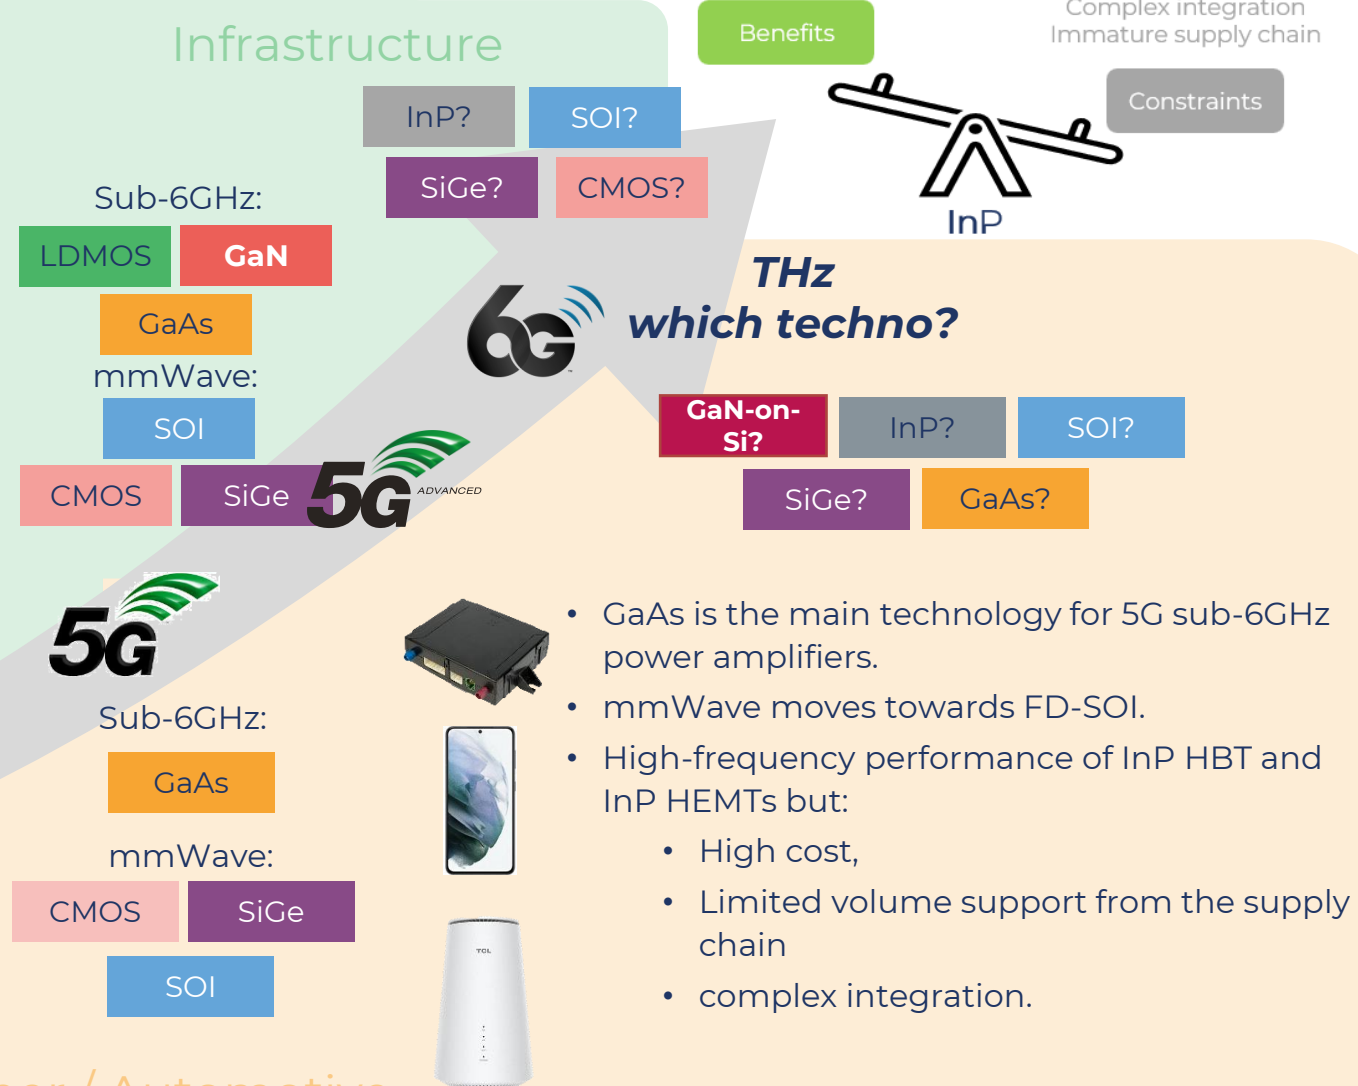 Infrastructure
Benefits
Complex integration
Immature supply chain
Constraints
InP
InP?
SOI?
SiGe?
CMOS?
Sub-6GHz:
LDMOS
GaN
GaAs
mmWave:
SOI
CMOS
SiGe
5G
ADVANCED
6G
THz
which techno?
GaN-on-
Si?
InP?
SOI?
SiGe?
GaAs?
5G
Sub-6GHz:
GaAs
mmWave:
CMOS
SiGe
SOI
TCL
• GaAs is the main technology for 5G sub-6GHz
power amplifiers.
• mmWave moves towards FD-SOI.
• High-frequency performance of InP HBT and
InP HEMTs but:
• High cost,
• Limited volume support from the supply
chain
• complex integration.
/ Automotive